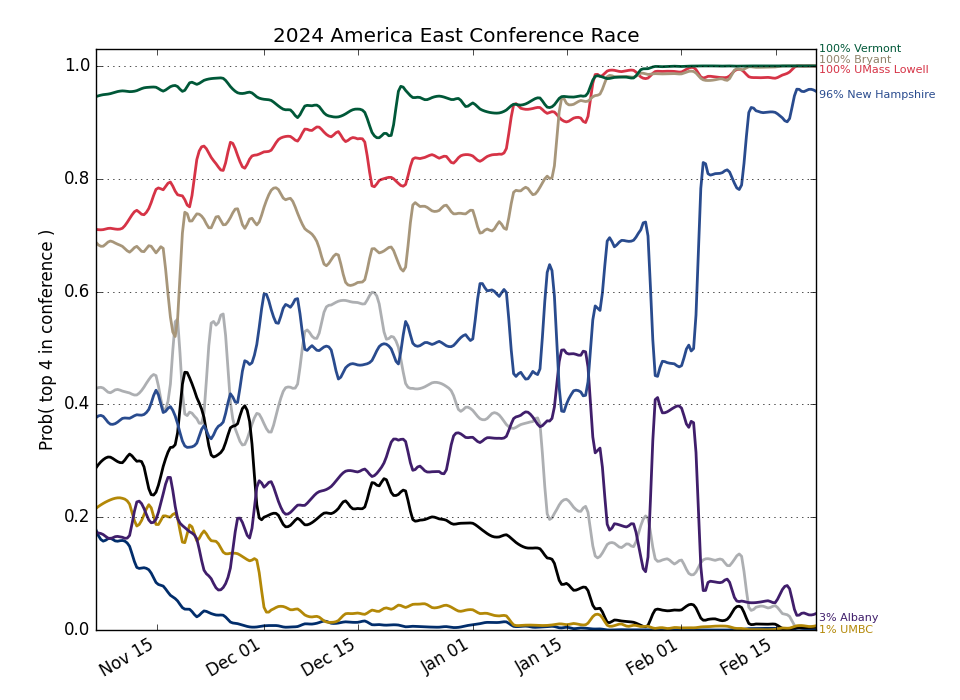 2024 America East Conference Race
Prob( top 4 in conference )
1.0
0.8
0.6
0.4
0.2
0.0
Nov 15
Dec 01
Dec 15
Jan 01
Jan 15
Feb 01
Feb 15
100% Vermont
100% Bryant
100% UMass Lowell
96% New Hampshire
3% Albany
1% UMBC